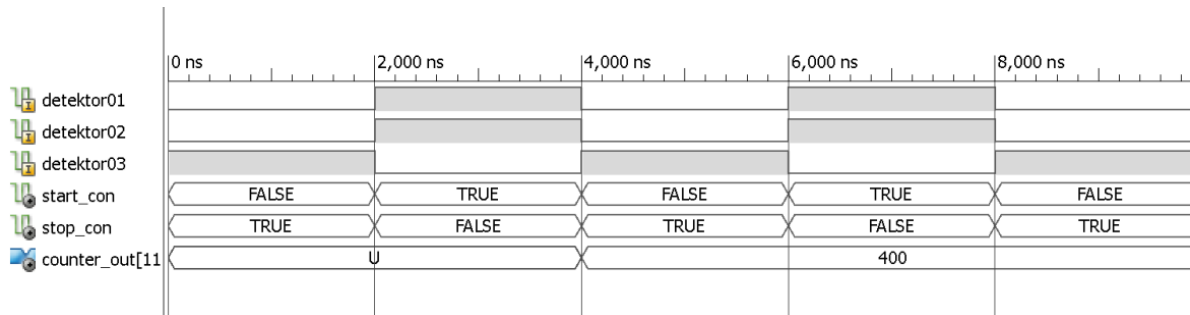 0 ns 2,000 ns 4,000 ns 6,000 ns 8,000 ns
detektor01
detektor02
detektor03
start_con FALSE TRUE FALSE TRUE FALSE
stop_con TRUE FALSE TRUE FALSE TRUE
counter_out[11 U 400